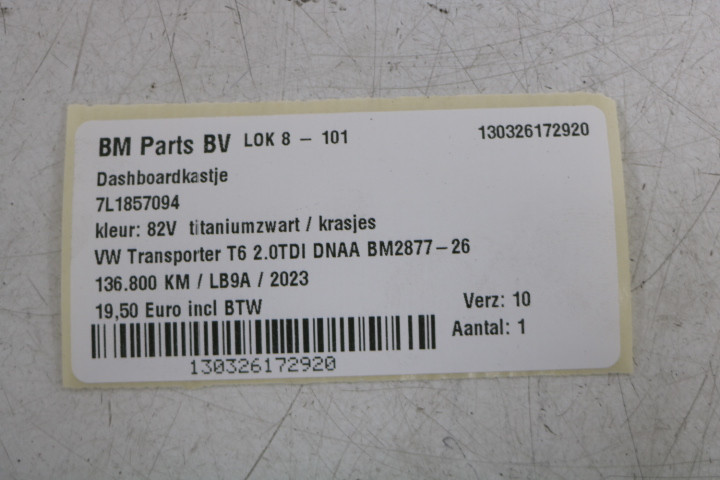 BM Parts BV LOK 8 - 101 130326172920
Dashboardkastje
7L1857094
kleur: 82V titaniumzwart / krasjes
VW Transporter T6 2.0TDI DNAA BM2877-26
136.800 KM / LB9A / 2023
19,50 Euro incl BTW Verz: 10
Aantal: 1
130326172920